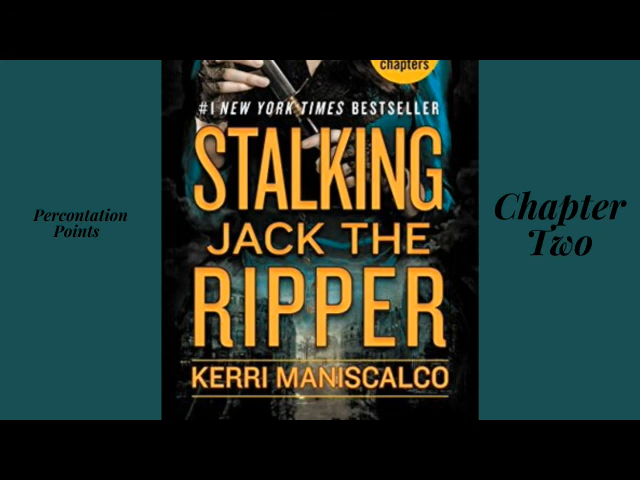 chapters
#1 NEW YORK TIMES BESTSELLER
STALKING
JACK THE
RIPPER
KERRI MANISCALCO
Percontation
Points
Chapter
Two